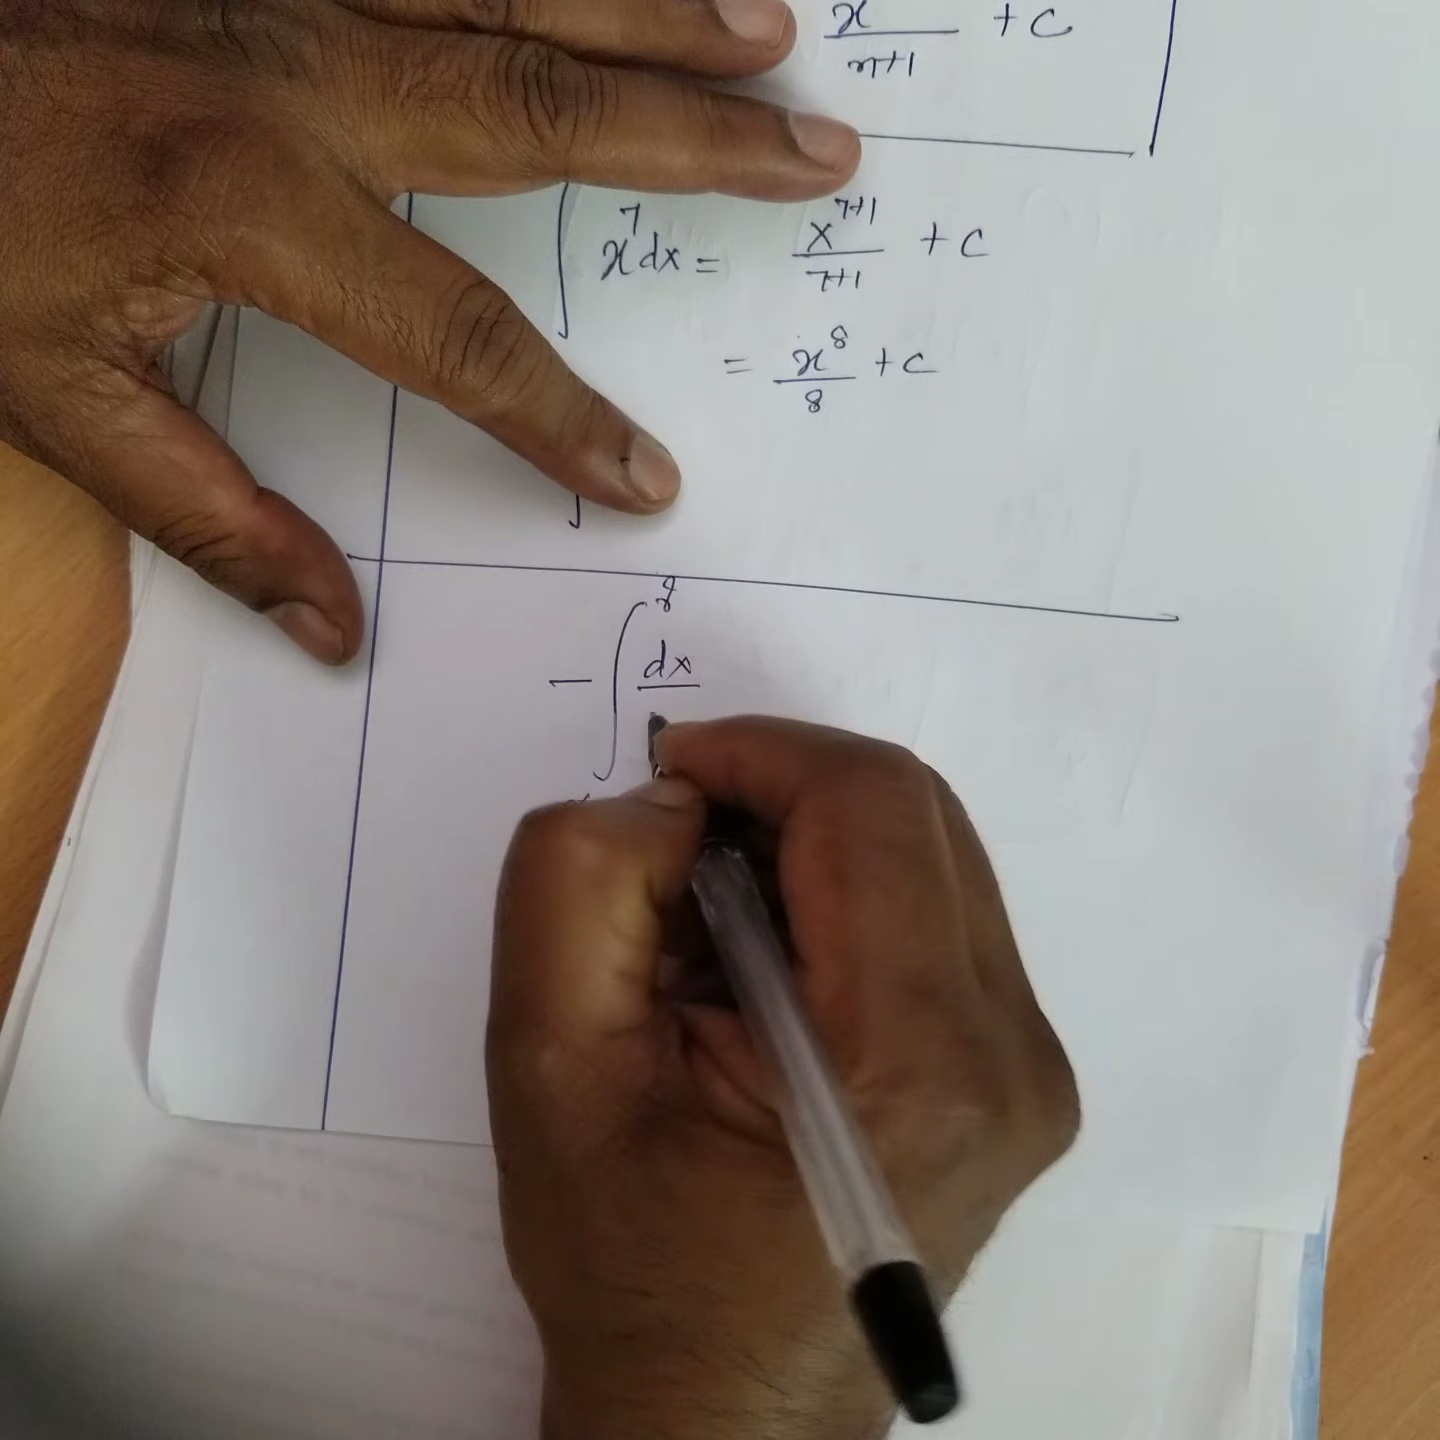 x/n+1 + c
∫ x^7 dx = x^(7+1)/7+1 + c
= x^8/8 + c
- ∫ dx